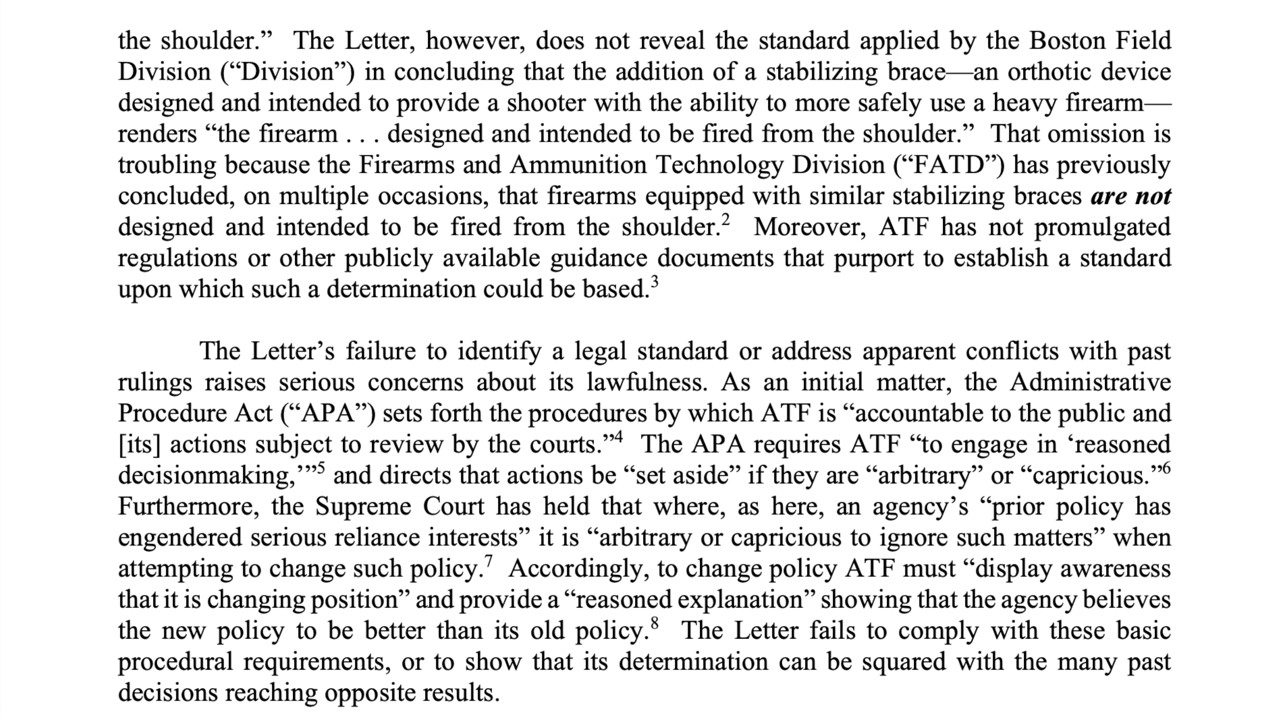 the shoulder.” The Letter, however, does not reveal the standard applied by the Boston Field
Division (“Division”) in concluding that the addition of a stabilizing brace—an orthotic device
designed and intended to provide a shooter with the ability to more safely use a heavy firearm—
renders “the firearm . . . designed and intended to be fired from the shoulder.” That omission is
troubling because the Firearms and Ammunition Technology Division (“FATD”) has previously
concluded, on multiple occasions, that firearms equipped with similar stabilizing braces are not
designed and intended to be fired from the shoulder.2 Moreover, ATF has not promulgated
regulations or other publicly available guidance documents that purport to establish a standard
upon which such a determination could be based.3
The Letter’s failure to identify a legal standard or address apparent conflicts with past
rulings raises serious concerns about its lawfulness. As an initial matter, the Administrative
Procedure Act (“APA”) sets forth the procedures by which ATF is “accountable to the public and
[its] actions subject to review by the courts.”4 The APA requires ATF “to engage in ‘reasoned
decisionmaking,’”5 and directs that actions be “set aside” if they are “arbitrary” or “capricious.”6
Furthermore, the Supreme Court has held that where, as here, an agency’s “prior policy has
engendered serious reliance interests” it is “arbitrary or capricious to ignore such matters” when
attempting to change such policy.7 Accordingly, to change policy ATF must “display awareness
that it is changing position” and provide a “reasoned explanation” showing that the agency believes
the new policy to be better than its old policy.8 The Letter fails to comply with these basic
procedural requirements, or to show that its determination can be squared with the many past
decisions reaching opposite results.